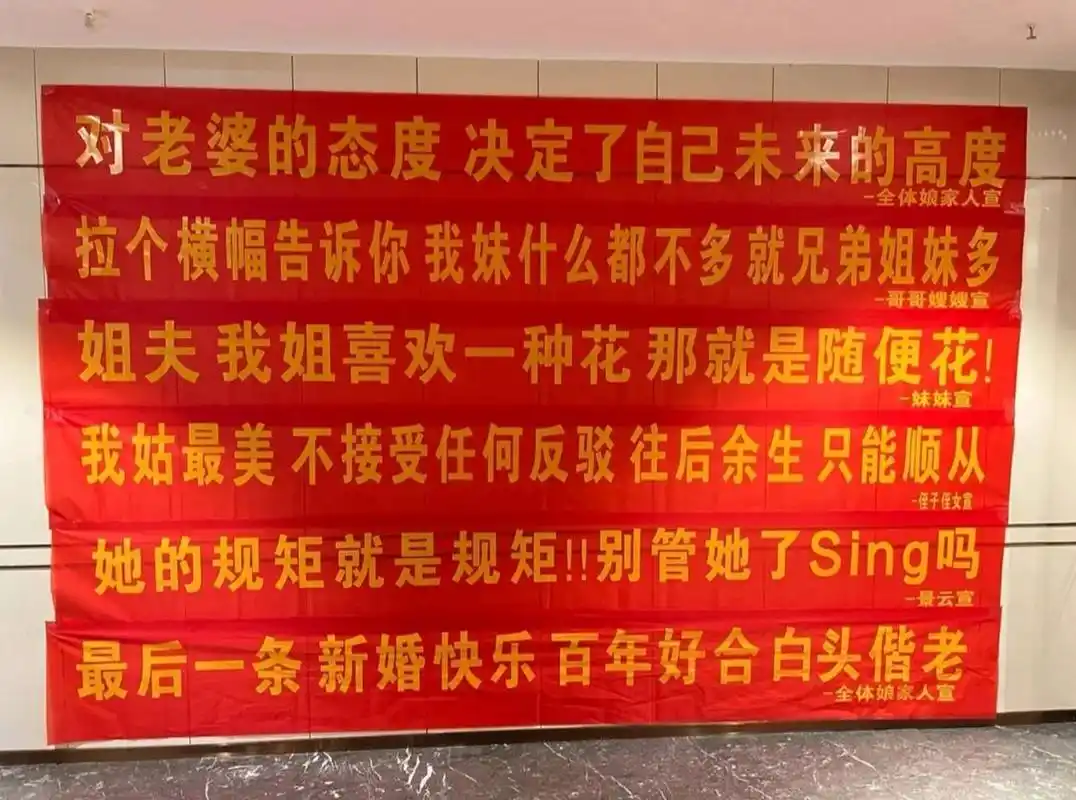 对老婆的态度 决定了自己未来的高度
-全体娘家人宣
拉个横幅告诉你 我妹什么都不多 就兄弟姐妹多
-哥哥嫂嫂宣
姐夫 我姐喜欢一种花 那就是随便花!
-妹妹宣
我姑最美 不接受任何反驳 往后余生 只能顺从
-侄子侄女宣
她的规矩就是规矩!!别管她了Sing吗
-景云宣
最后一条 新婚快乐 百年好合 白头偕老
-全体娘家人宣